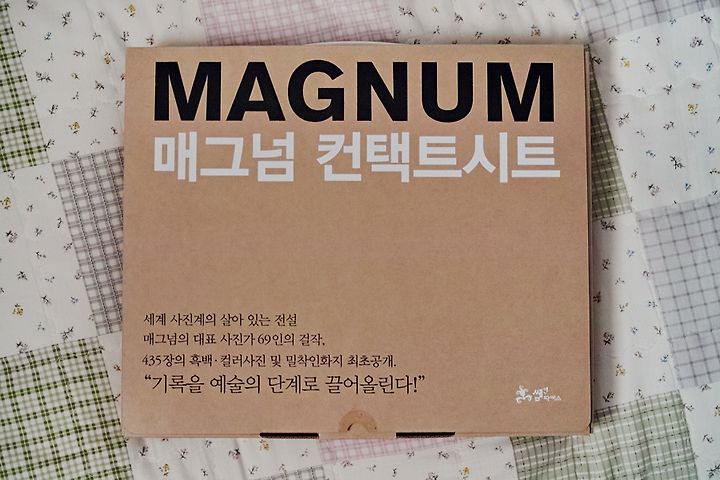 MAGNUM
매그넘 컨택트시트
세계 사진계의 살아 있는 전설
매그넘의 대표 사진가 69인의 걸작,
435장의 흑백·컬러사진 및 밀착인화지 최초공개.
“기록을 예술의 단계로 끌어올린다!”